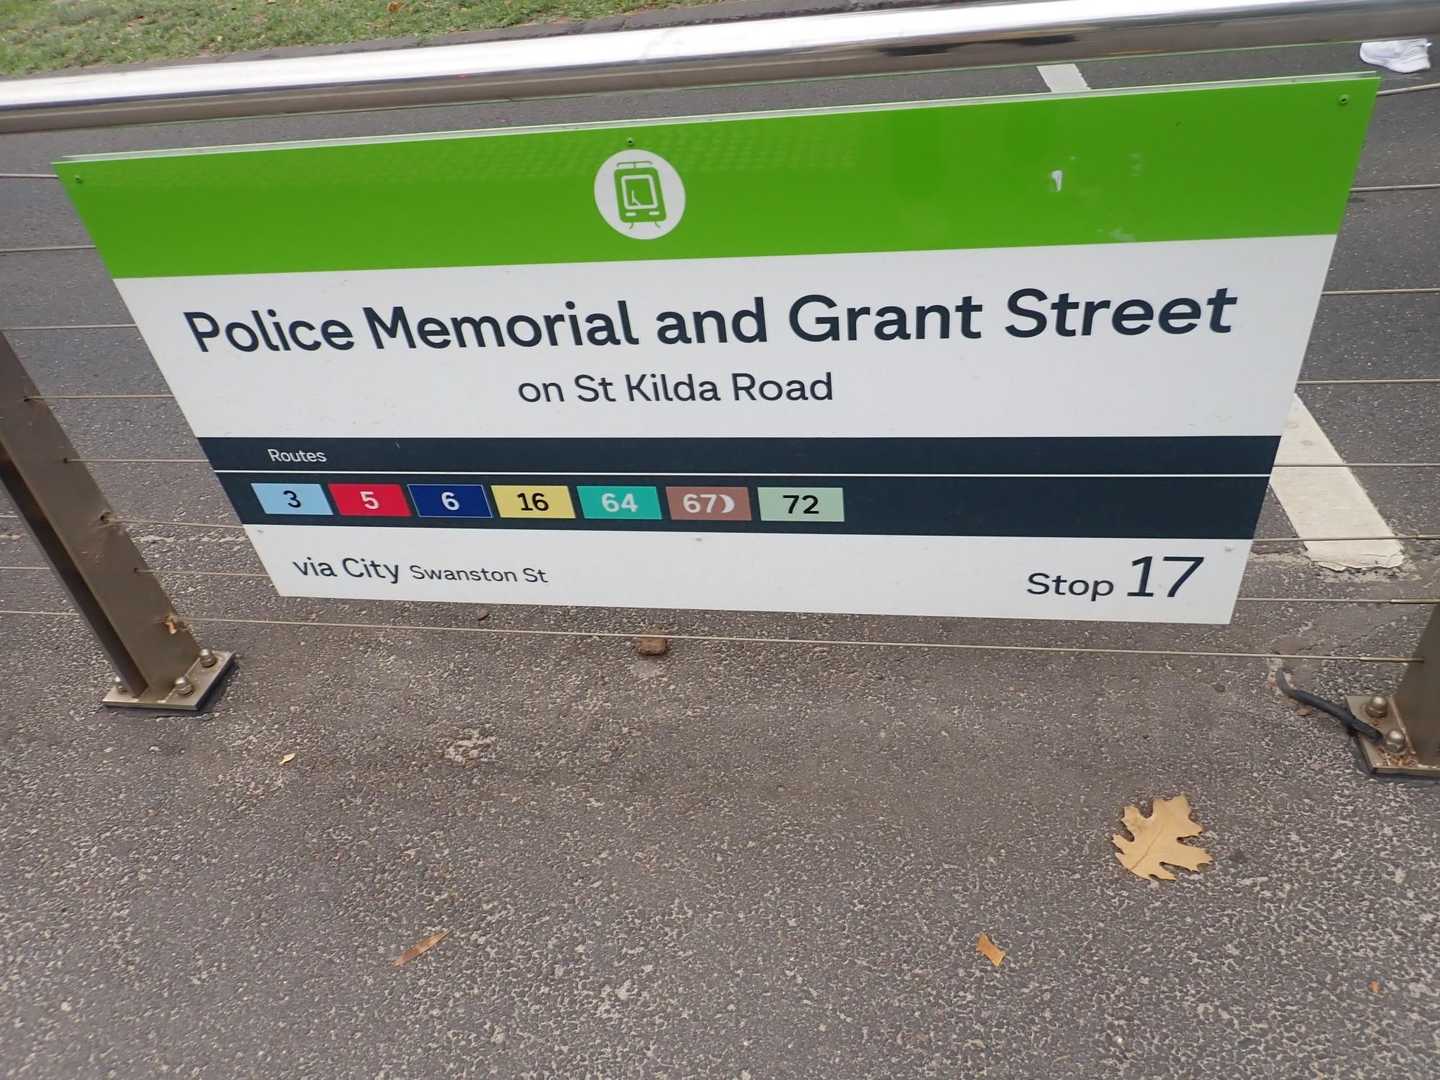 Police Memorial and Grant Street
on St Kilda Road
Routes
3 5 6 16 64 67 72
via City Swanston St
Stop 17